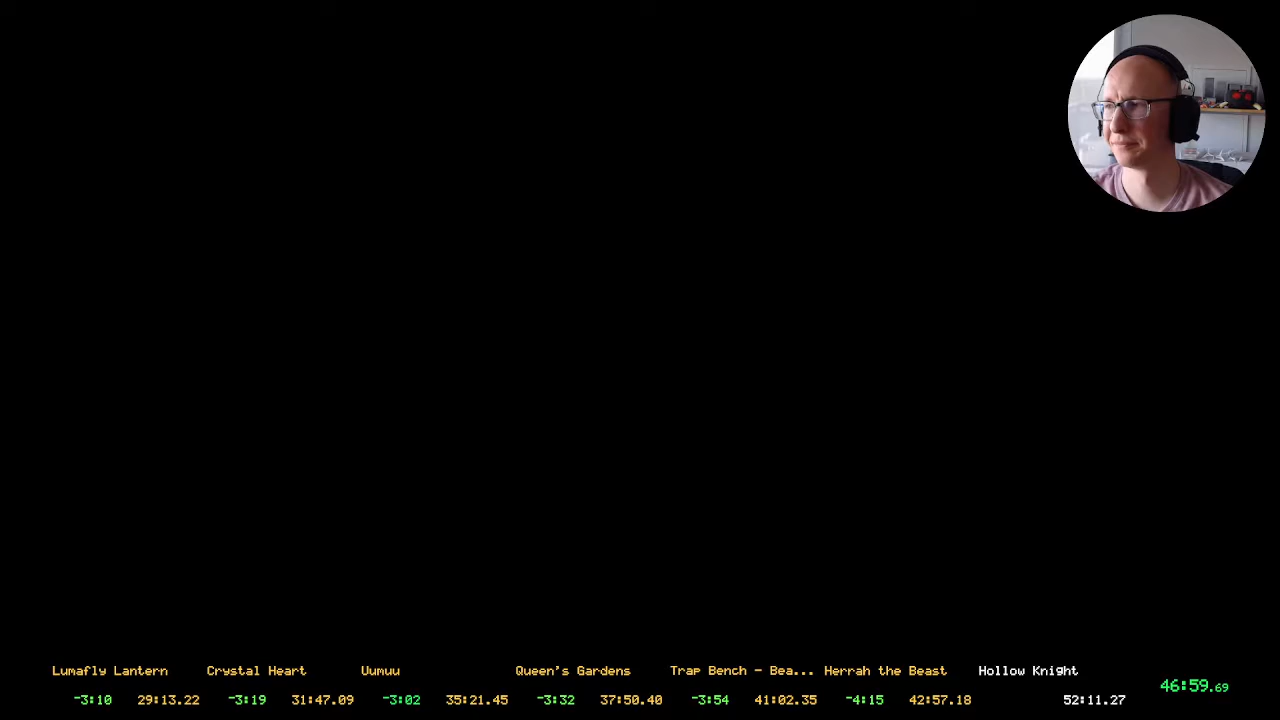 Lumafly Lantern Crystal Heart Uumuu Queen's Gardens Trap Bench - Bea... Herrah the Beast Hollow Knight
-3:10 29:13.22 -3:19 31:47.09 -3:02 35:21.45 -3:32 37:50.40 -3:54 41:02.35 -4:15 42:57.18 52:11.27 46:59.69